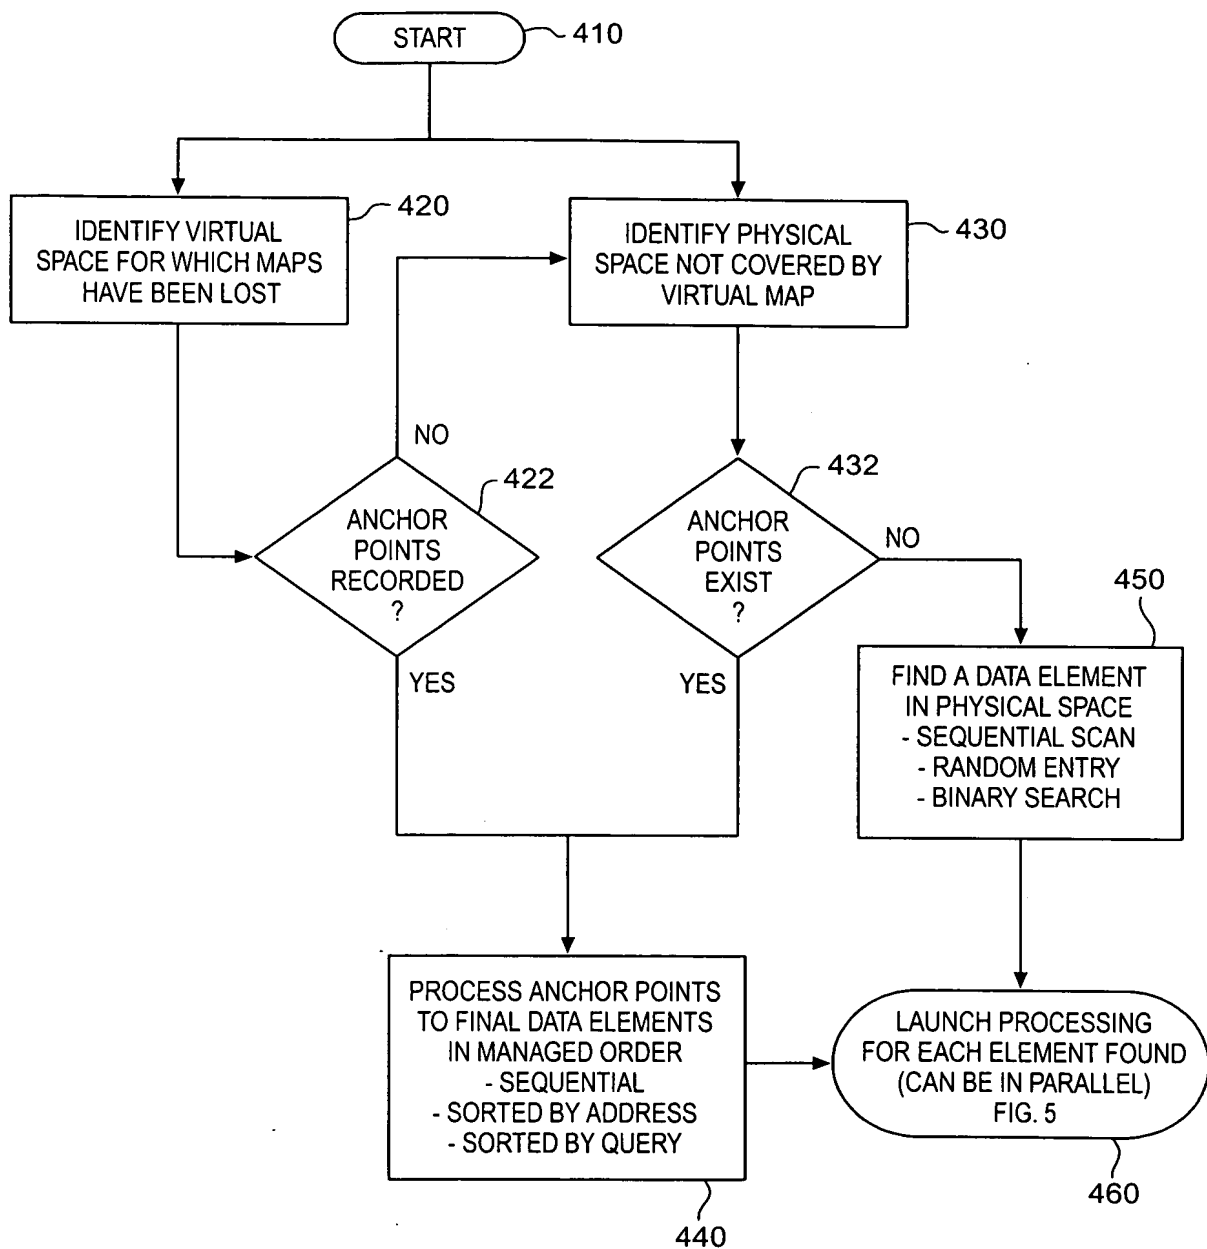 START
410
IDENTIFY VIRTUAL
SPACE FOR WHICH MAPS
HAVE BEEN LOST
420
IDENTIFY PHYSICAL
SPACE NOT COVERED BY
VIRTUAL MAP
430
NO
ANCHOR
POINTS
RECORDED
?
422
YES
ANCHOR
POINTS
EXIST
?
432
NO
YES
450
FIND A DATA ELEMENT
IN PHYSICAL SPACE
- SEQUENTIAL SCAN
- RANDOM ENTRY
- BINARY SEARCH
PROCESS ANCHOR POINTS
TO FINAL DATA ELEMENTS
IN MANAGED ORDER
- SEQUENTIAL
- SORTED BY ADDRESS
- SORTED BY QUERY
440
LAUNCH PROCESSING
FOR EACH ELEMENT FOUND
(CAN BE IN PARALLEL)
FIG. 5
460